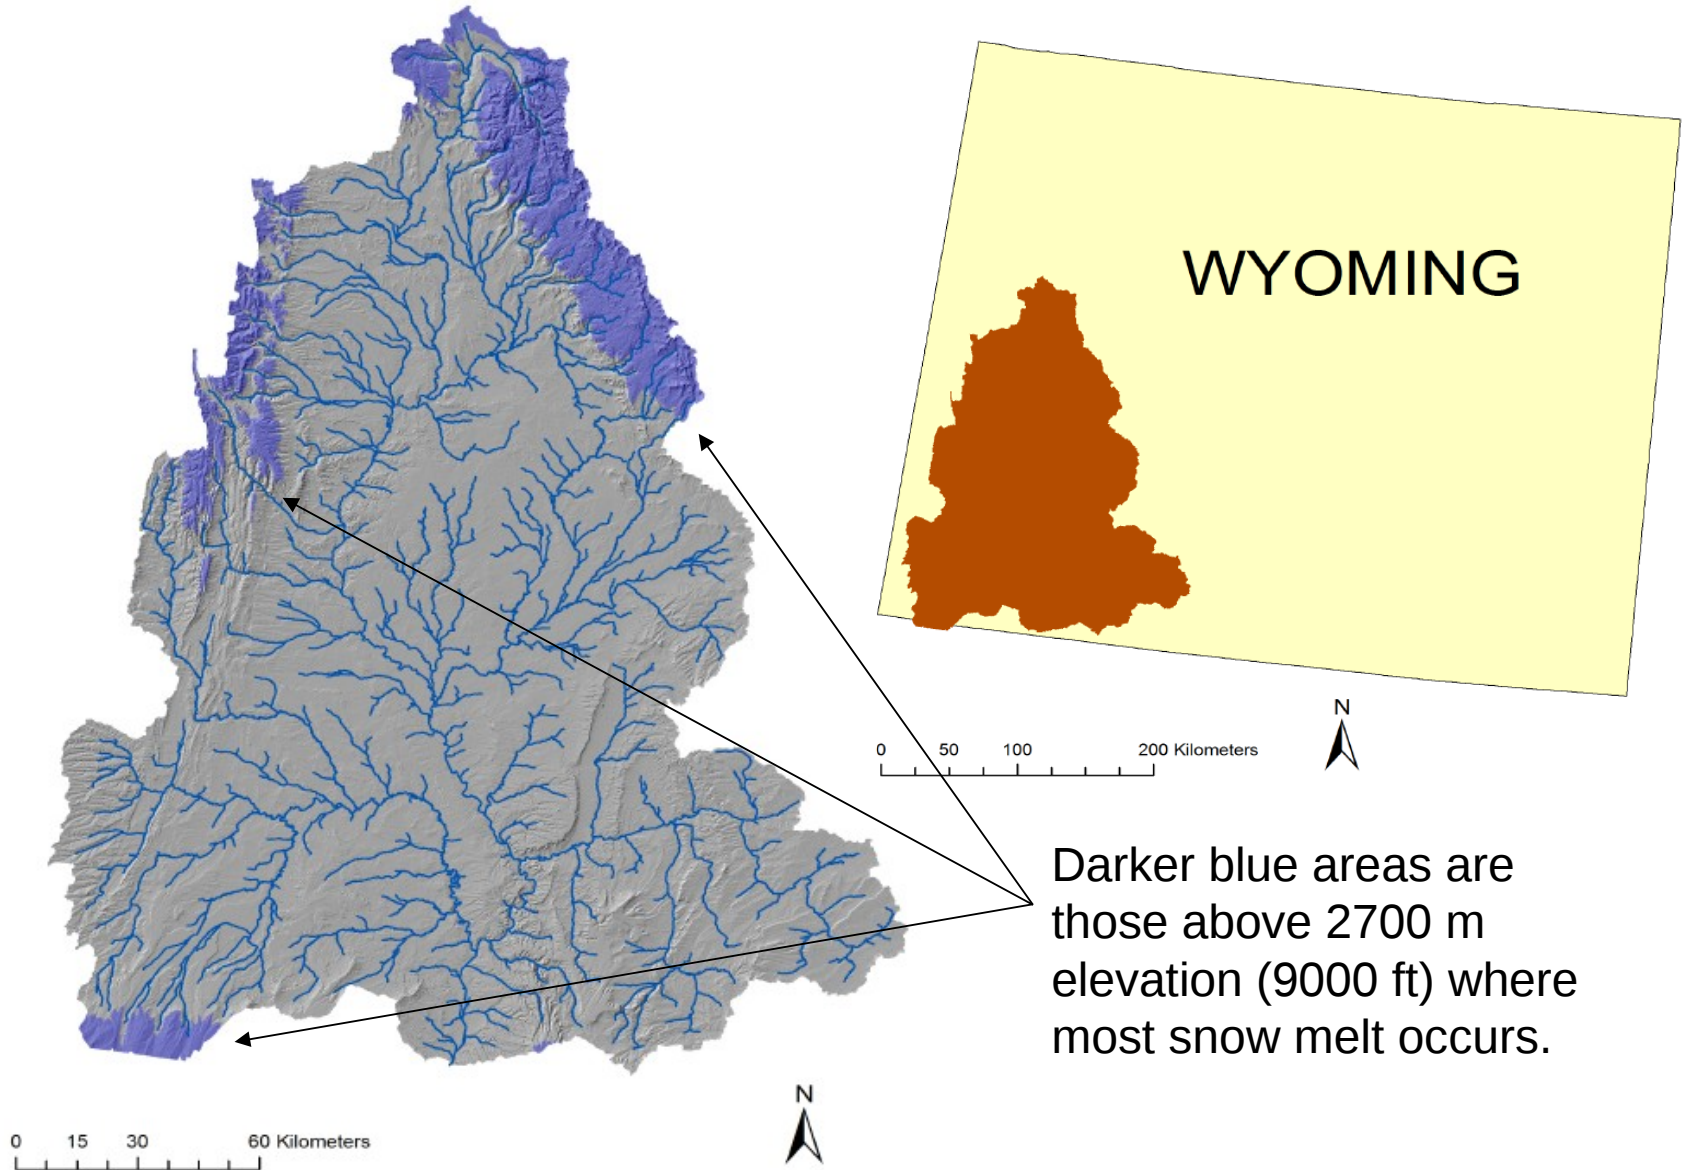 WYOMING
N
0 50 100 200 Kilometers
Darker blue areas are
those above 2700 m
elevation (9000 ft) where
most snow melt occurs.
N
0 15 30 60 Kilometers